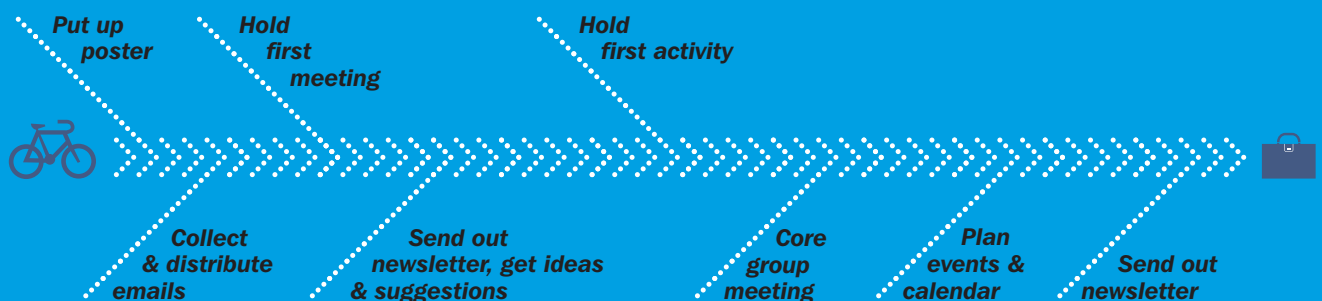 Put up
poster
Hold
first
meeting
Hold
first activity
Collect
& distribute
emails
Send out
newsletter, get ideas
& suggestions
Core
group
meeting
Plan
events &
calendar
Send out
newsletter